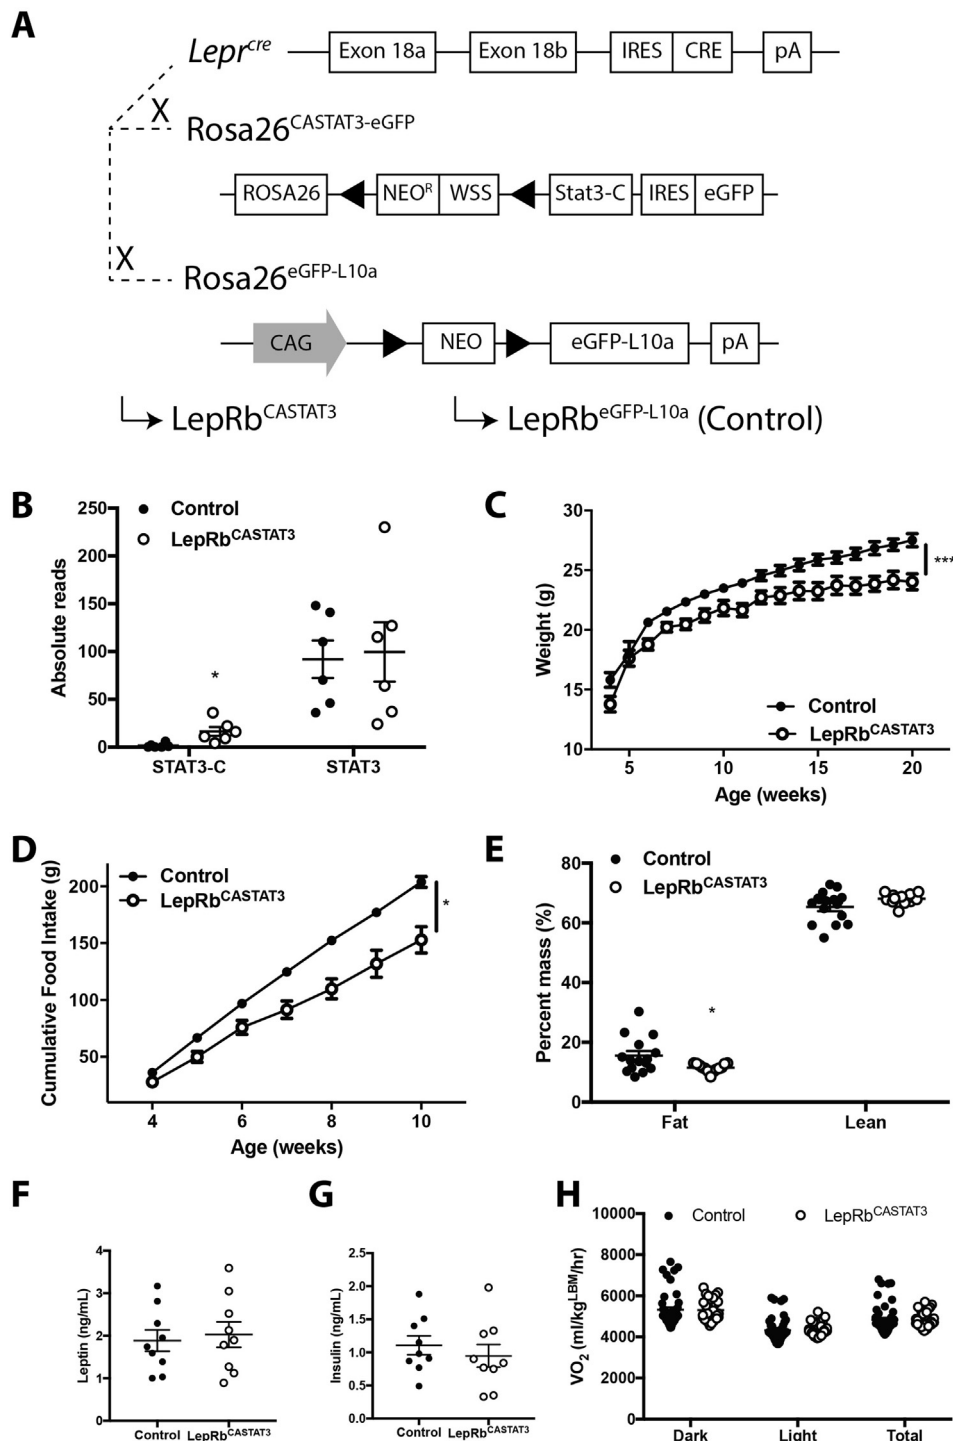 A
Lepr^cre
Exon 18a Exon 18b IRES CRE pA
X
Rosa26^CASTAT3-eGFP
ROSA26 NEO^R WSS Stat3-C IRES eGFP
X
Rosa26^eGFP-L10a
CAG NEO eGFP-L10a pA
LepRb^CASTAT3 LepRb^eGFP-L10a (Control)
B
Control
LepRb^CASTAT3
Absolute reads
250
200
150
100
50
0
*
STAT3-C STAT3
C
Weight (g)
30
25
20
15
10
***
Control
LepRb^CASTAT3
5 10 15 20
Age (weeks)
D
Cumulative Food Intake (g)
Control
LepRb^CASTAT3
200
150
100
50
*
4 6 8 10
Age (weeks)
E
Control
LepRb^CASTAT3
Percent mass (%)
80
60
40
20
0
*
Fat Lean
F
Leptin (ng/mL)
4
3
2
1
0
Control LepRb^CASTAT3
G
Insulin (ng/mL)
2.5
2.0
1.5
1.0
0.5
0.0
Control LepRb^CASTAT3
H
Control LepRb^CASTAT3
VO₂ (ml/kg^LBM/hr)
10000
8000
6000
4000
2000
0
Dark Light Total